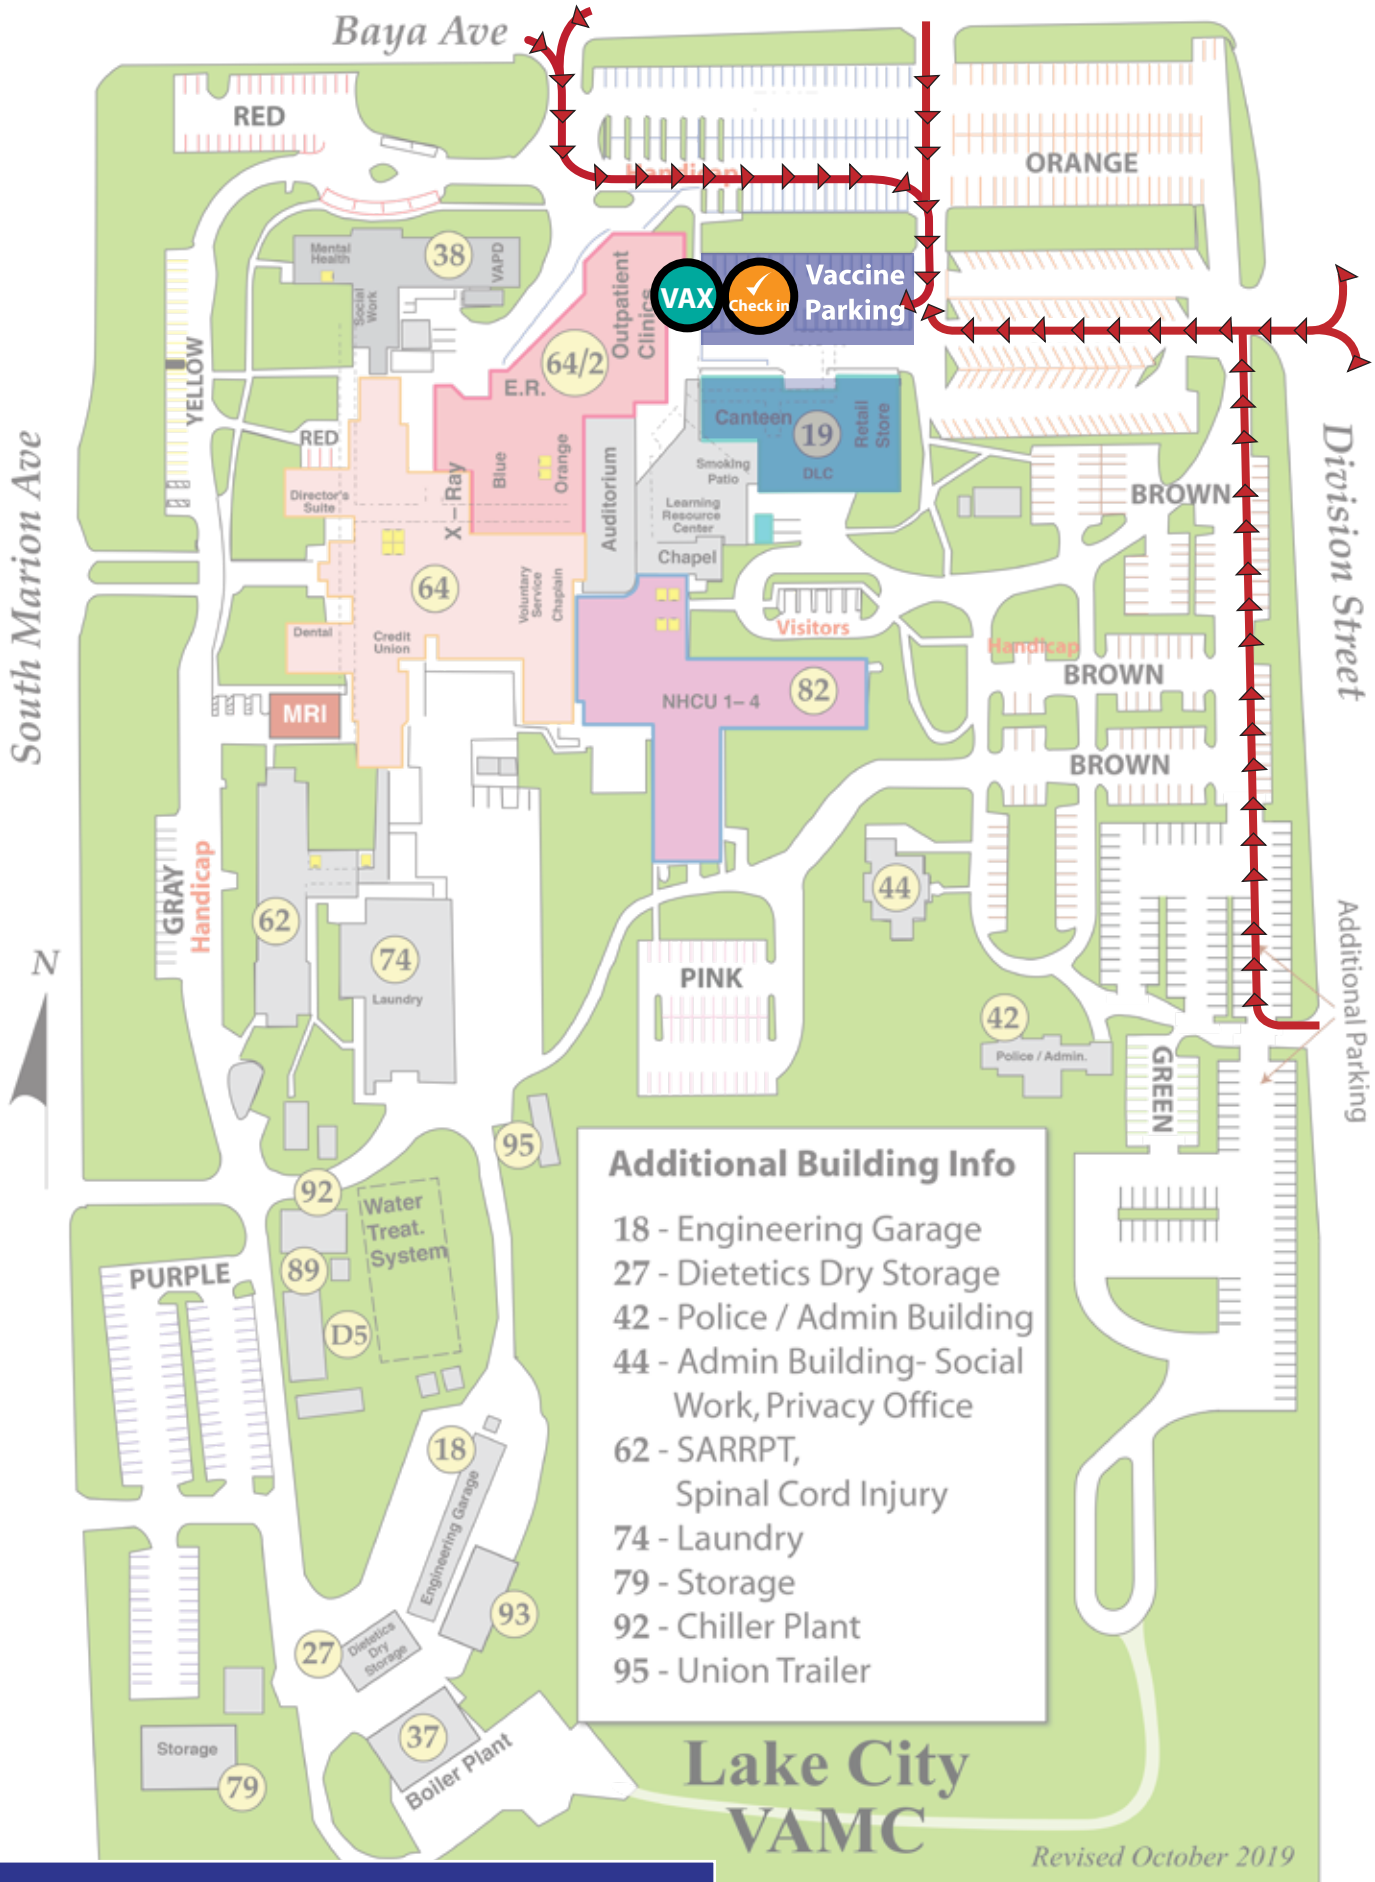 Baya Ave
RED
Handicap
ORANGE
Mental
Health
38
VAPD
Social
Work
Outpatient
Clinics
VAX
Check in
Vaccine
Parking
64/2
E.R.
YELLOW
RED
Canteen
19
Retail
Store
DLC
Smoking
Patio
Learning
Resource
Center
Chapel
Auditorium
Blue
Orange
X – Ray
Director's
Suite
BROWN
South Marion Ave
Division Street
64
Voluntary
Service
Chaplain
Dental
Credit
Union
Visitors
Handicap
BROWN
NHCU 1– 4
82
MRI
BROWN
GRAY
Handicap
62
74
Laundry
44
PINK
42
Police / Admin.
GREEN
Additional Parking
N
95
92
Water
Treat.
System
89
D5
PURPLE
18
Engineering Garage
93
27
Dietetics
Dry
Storage
37
Boiler Plant
Storage
79
Additional Building Info
18 - Engineering Garage
27 - Dietetics Dry Storage
42 - Police / Admin Building
44 - Admin Building- Social
Work, Privacy Office
62 - SARRPT,
Spinal Cord Injury
74 - Laundry
79 - Storage
92 - Chiller Plant
95 - Union Trailer
Lake City
VAMC
Revised October 2019